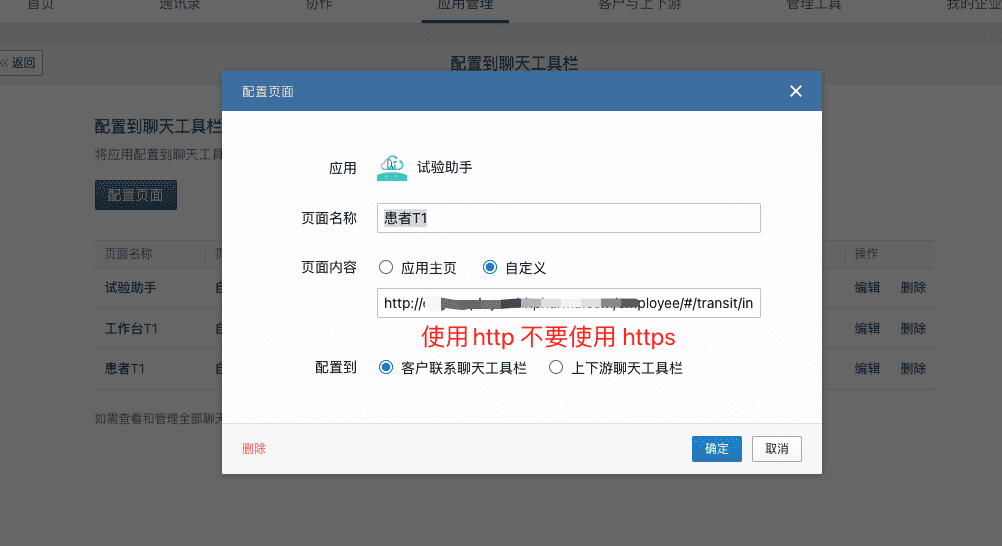 首页 通讯录 协作 应用管理 客户与上下游 管理工具 我的企业
<< 返回 配置到聊天工具栏
配置页面
配置到聊天工具栏
将应用配置到聊天工具
应用 试验助手
配置页面
页面名称 患者T1
页面名称 操作
页面内容 应用主页 自定义
试验助手 编辑 删除
http:// employee/#/transit/in
工作台T1 编辑 删除
使用http 不要使用 https
患者T1 编辑 删除
配置到 客户联系聊天工具栏 上下游聊天工具栏
如需查看和管理全部聊天
删除 确定 取消